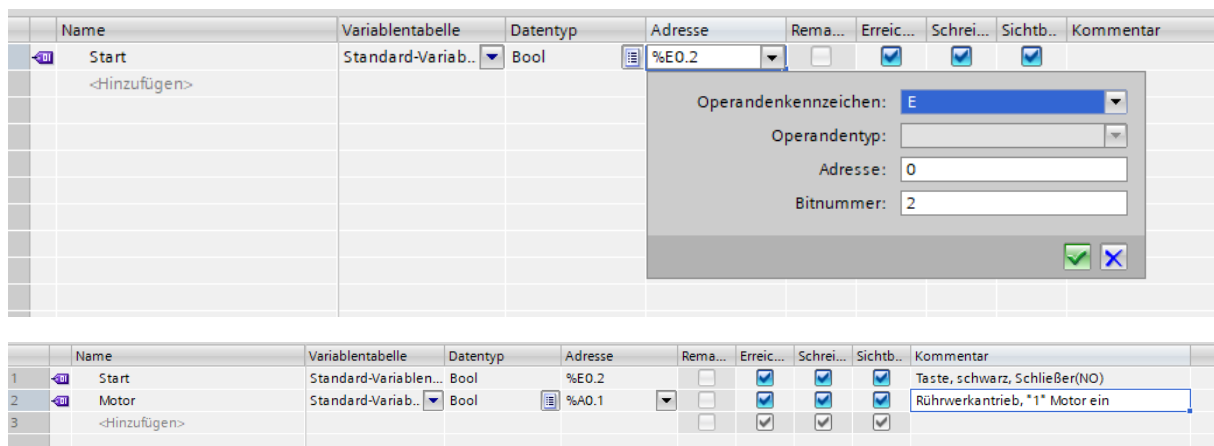 Name Variablentabelle Datentyp Adresse Rema... Erreic... Schrei... Sichtb.. Kommentar
Start Standard-Variab.. Bool %E0.2
<Hinzufügen>
Operandenkennzeichen: E
Operandentyp:
Adresse: 0
Bitnummer: 2
Name Variablentabelle Datentyp Adresse Rema... Erreic... Schrei... Sichtb.. Kommentar
1 Start Standard-Variablen... Bool %E0.2 Taste, schwarz, Schließer(NO)
2 Motor Standard-Variab.. Bool %A0.1 Rührwerkantrieb, "1" Motor ein
3 <Hinzufügen>